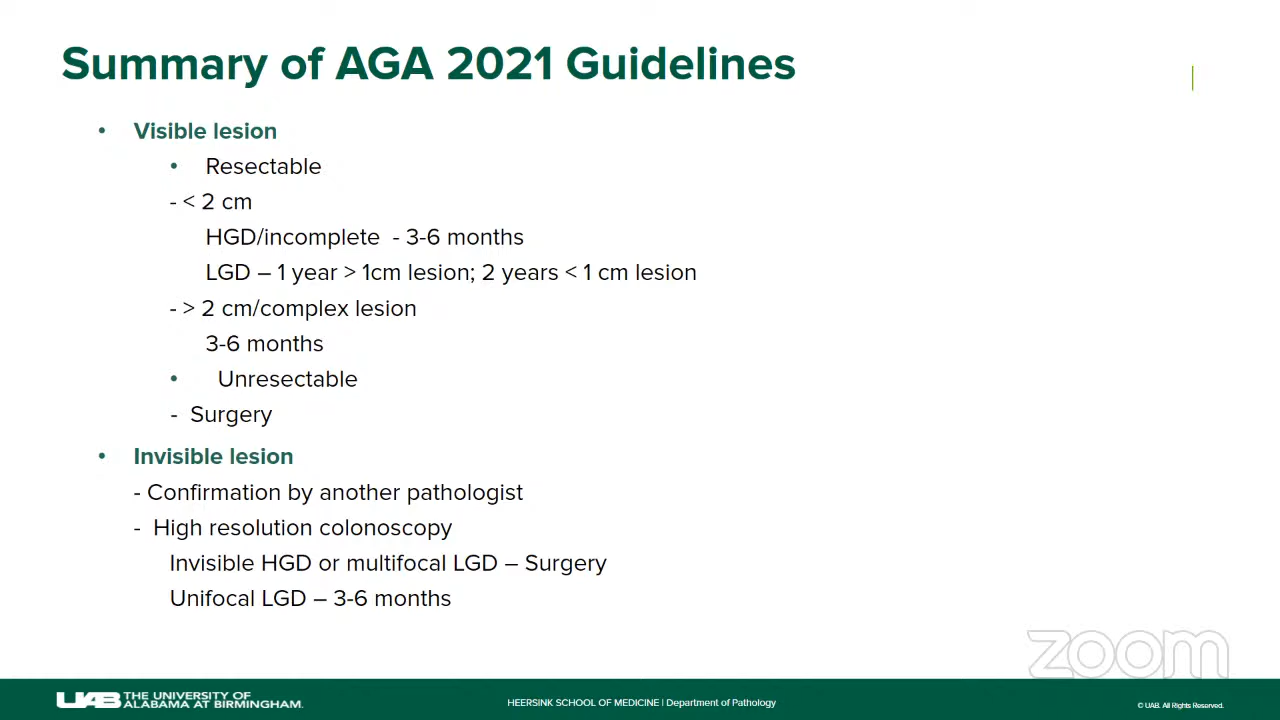 Summary of AGA 2021 Guidelines
• Visible lesion
• Resectable
- < 2 cm
HGD/incomplete - 3-6 months
LGD – 1 year > 1cm lesion; 2 years < 1 cm lesion
- > 2 cm/complex lesion
3-6 months
• Unresectable
- Surgery
• Invisible lesion
- Confirmation by another pathologist
- High resolution colonoscopy
Invisible HGD or multifocal LGD – Surgery
Unifocal LGD – 3-6 months
zoom
UAB THE UNIVERSITY OF
ALABAMA AT BIRMINGHAM.
HEERSINK SCHOOL OF MEDICINE | Department of Pathology
© UAB. All Rights Reserved.